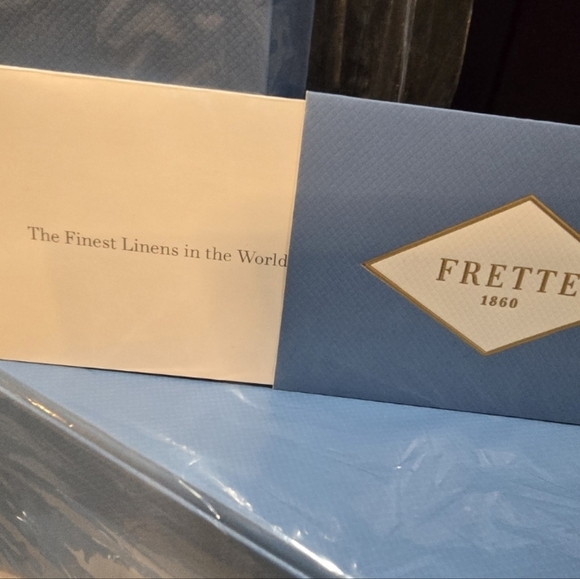 The Finest Linens in the World
FRETTE
1860